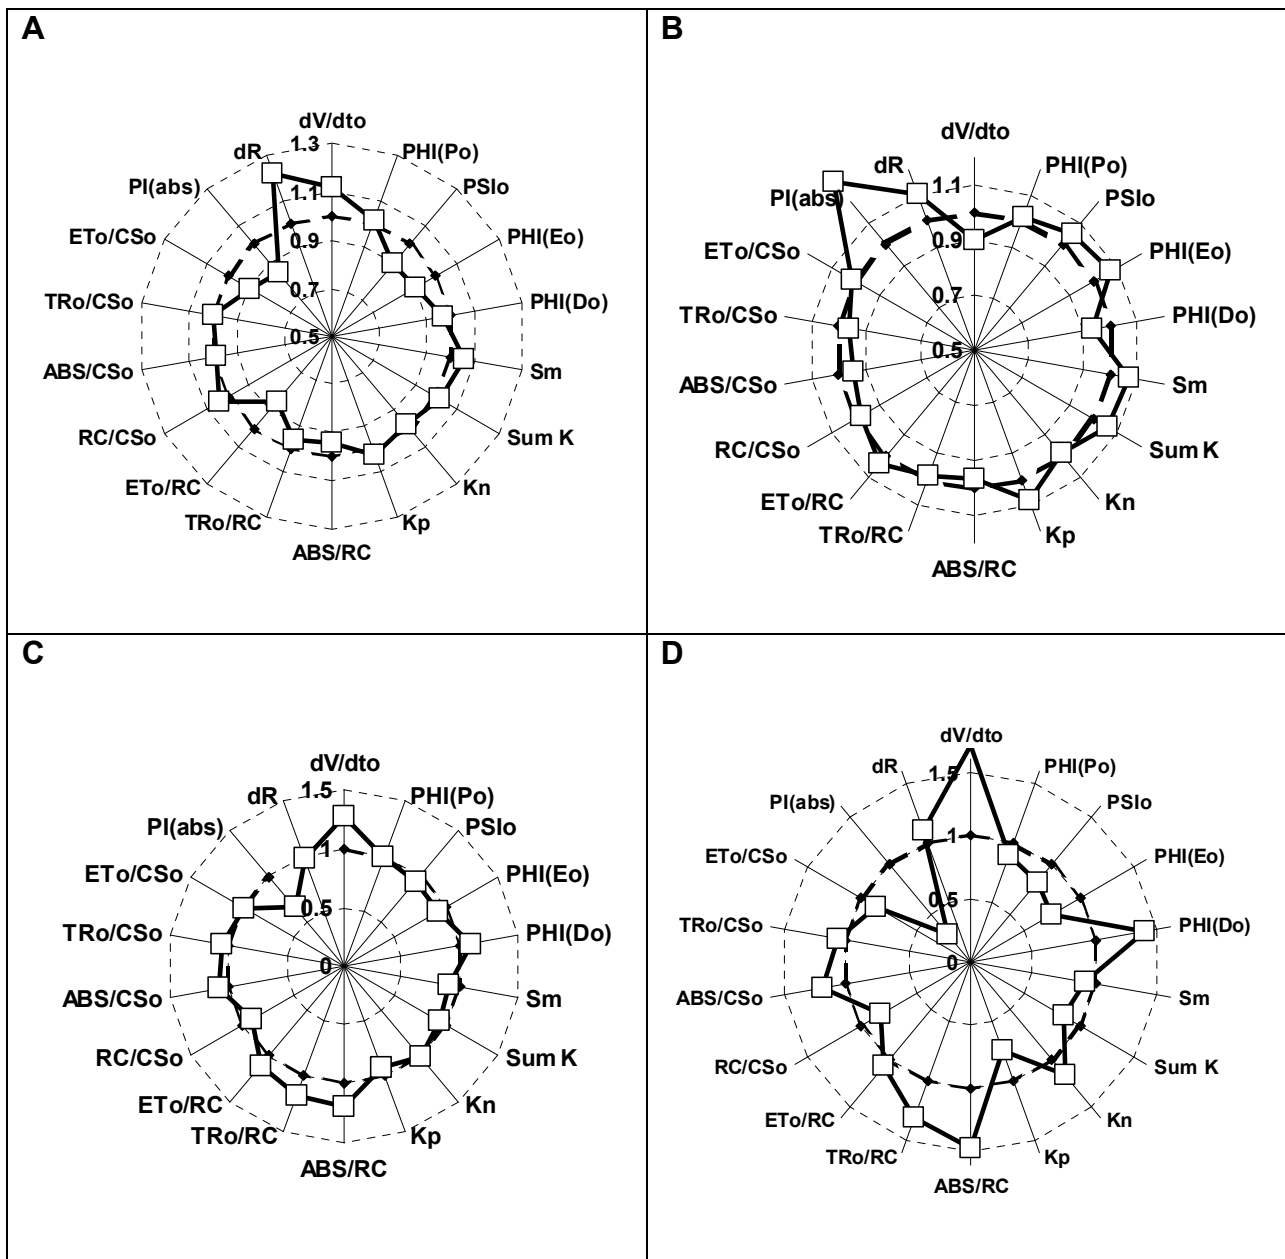 A
dV/dto
1.3
dR
PHI(Po)
PI(abs)
1.1
PSIo
ETo/CSo
0.9
PHI(Eo)
TRo/CSo
0.7
PHI(Do)
0.5
ABS/CSo
Sm
RC/CSo
Sum K
ETo/RC
Kn
TRo/RC
Kp
ABS/RC
B
dV/dto
dR
PHI(Po)
1.1
PI(abs)
PSIo
ETo/CSo
0.9
PHI(Eo)
TRo/CSo
0.7
PHI(Do)
0.5
ABS/CSo
Sm
RC/CSo
Sum K
ETo/RC
Kn
TRo/RC
Kp
ABS/RC
C
dV/dto
1.5
dR
PHI(Po)
PI(abs)
PSIo
1
ETo/CSo
PHI(Eo)
0.5
TRo/CSo
PHI(Do)
0
ABS/CSo
Sm
RC/CSo
Sum K
ETo/RC
Kn
TRo/RC
Kp
ABS/RC
D
dV/dto
dR
1.5
PHI(Po)
PI(abs)
PSIo
1
ETo/CSo
PHI(Eo)
0.5
TRo/CSo
PHI(Do)
0
ABS/CSo
Sm
RC/CSo
Sum K
ETo/RC
Kn
TRo/RC
Kp
ABS/RC